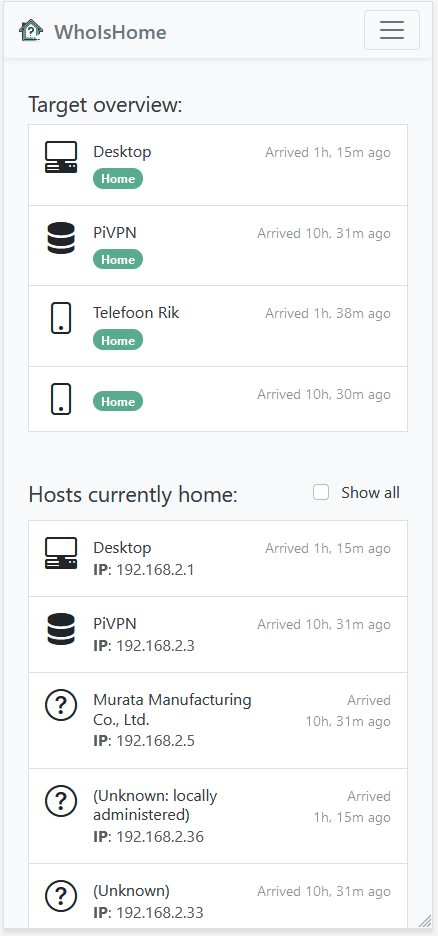 WhoIsHome
Target overview:
Desktop
Arrived 1h, 15m ago
Home
PiVPN
Arrived 10h, 31m ago
Home
Telefoon Rik
Arrived 1h, 38m ago
Home
Arrived 10h, 30m ago
Home
Hosts currently home:
Show all
Desktop
Arrived 1h, 15m ago
IP: 192.168.2.1
PiVPN
Arrived 10h, 31m ago
IP: 192.168.2.3
Murata Manufacturing
Co., Ltd.
Arrived
10h, 31m ago
IP: 192.168.2.5
(Unknown: locally
administered)
Arrived
1h, 15m ago
IP: 192.168.2.36
(Unknown)
Arrived 10h, 31m ago
IP: 192.168.2.33